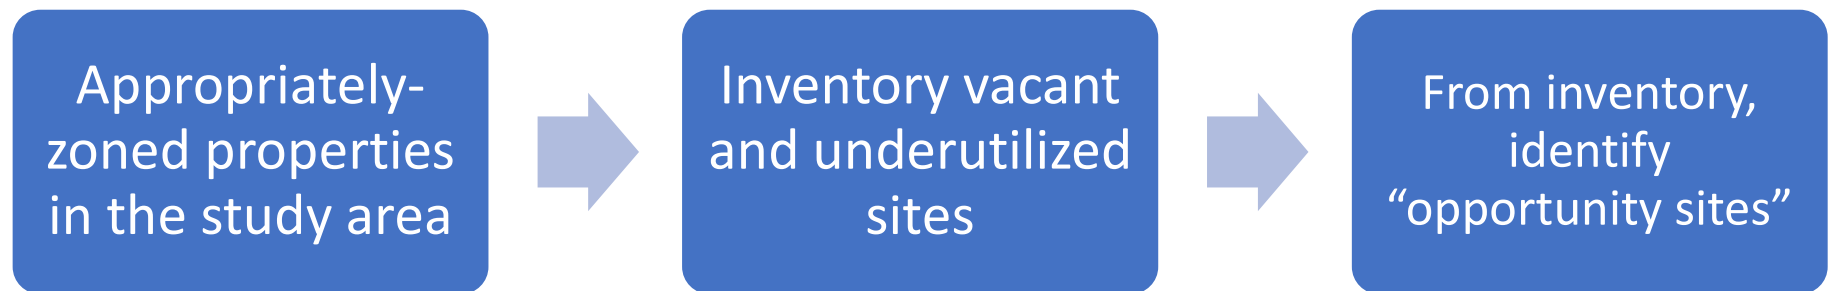 Appropriately-
zoned properties
in the study area
Inventory vacant
and underutilized
sites
From inventory,
identify
“opportunity sites”